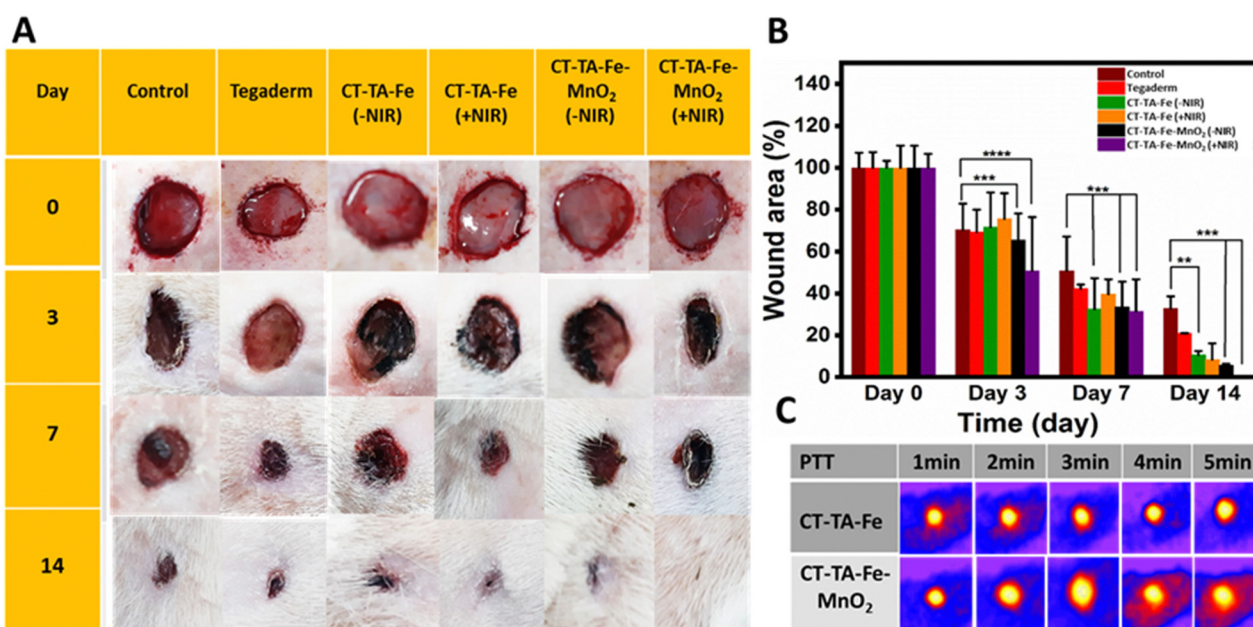 A
Day
Control
Tegaderm
CT-TA-Fe
(-NIR)
CT-TA-Fe
(+NIR)
CT-TA-Fe-
MnO₂
(-NIR)
CT-TA-Fe-
MnO₂
(+NIR)
0
3
7
14
B
Wound area (%)
140
120
100
80
60
40
20
0
Control
Tegaderm
CT-TA-Fe (-NIR)
CT-TA-Fe (+NIR)
CT-TA-Fe-MnO₂ (-NIR)
CT-TA-Fe-MnO₂ (+NIR)
****
***
***
***
**
Day 0 Day 3 Day 7 Day 14
Time (day)
C
PTT 1min 2min 3min 4min 5min
CT-TA-Fe
CT-TA-Fe-
MnO₂